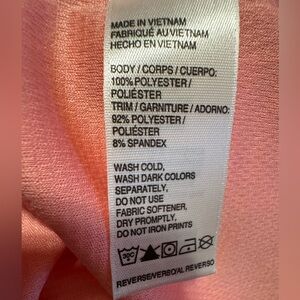 MADE IN VIETNAM
FABRIQUÉ AU VIETNAM
HECHO EN VIETNAM
BODY / CORPS / CUERPO:
100% POLYESTER /
POLIÉSTER
TRIM / GARNITURE / ADORNO:
92% POLYESTER /
POLIÉSTER
8% SPANDEX
WASH COLD,
WASH DARK COLORS
SEPARATELY.
DO NOT USE
FABRIC SOFTENER,
DRY PROMPTLY.
DO NOT IRON PRINTS
30C
REVERSE/VERSO/AL REVERSO